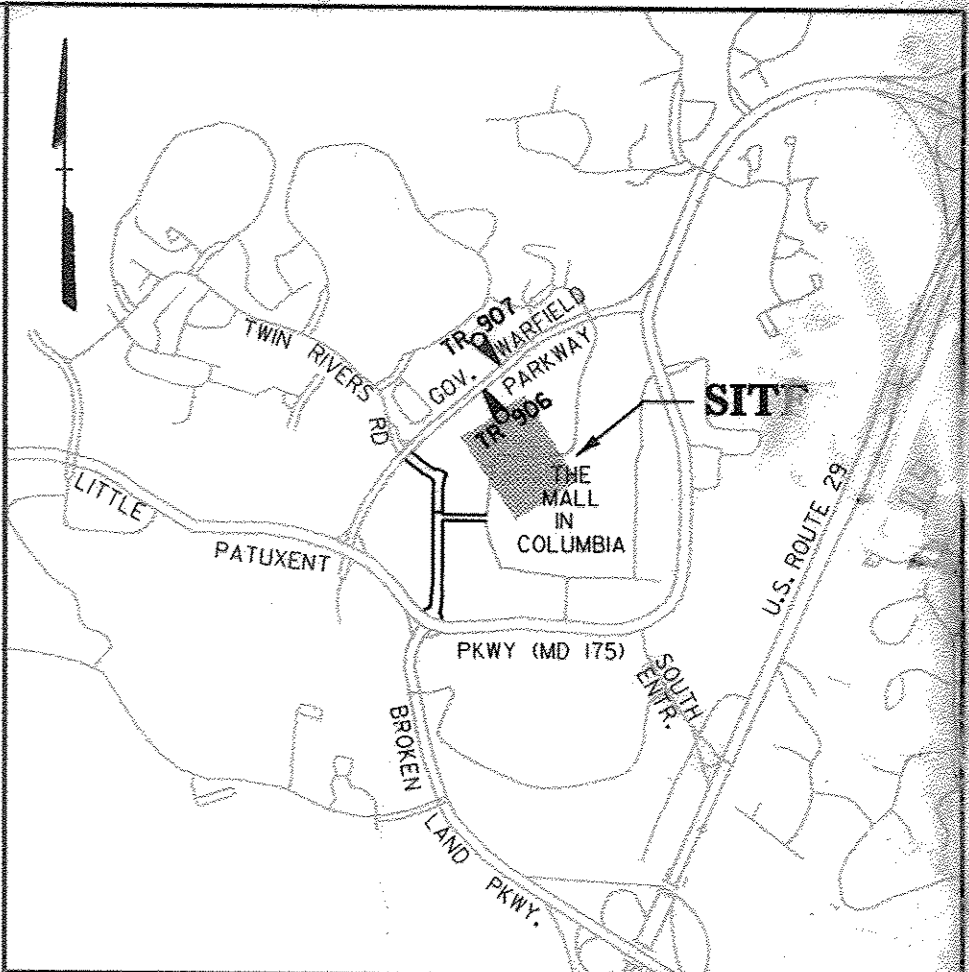 TWIN RIVERS RD
TR 907
GOV. WARFIELD
PARKWAY
TR 906
SITE
THE
MALL
IN
COLUMBIA
LITTLE
PATUXENT
PKWY (MD 175)
U.S. ROUTE 29
SOUTH
ENTR.
BROKEN
LAND
PKWY.